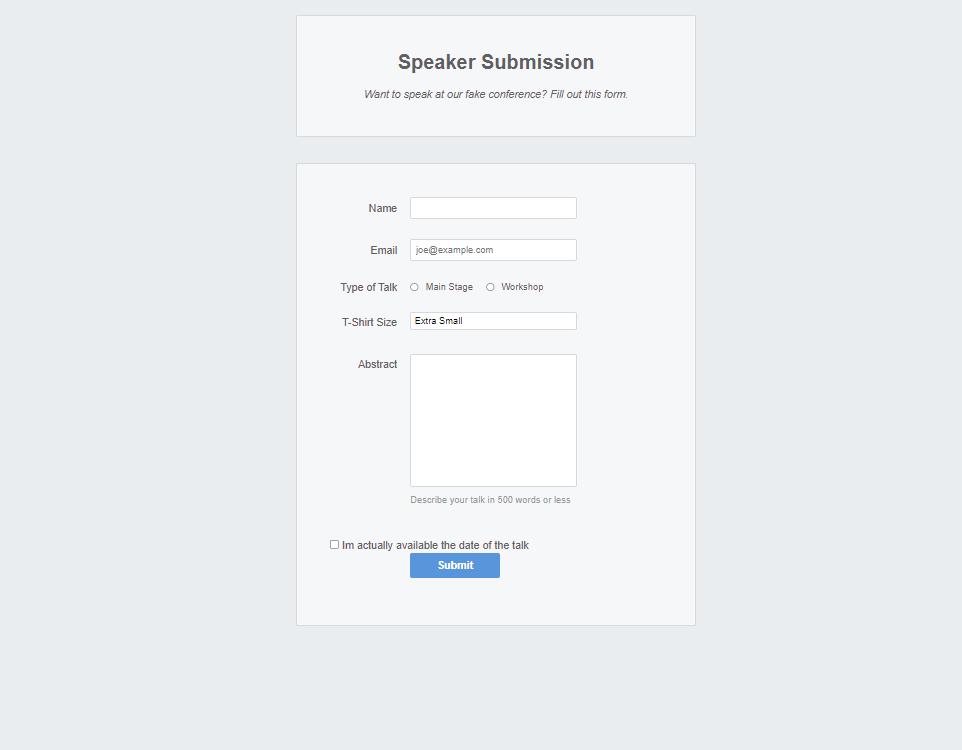 Speaker Submission
Want to speak at our fake conference? Fill out this form.
Name
Email joe@example.com
Type of Talk Main Stage Workshop
T-Shirt Size Extra Small
Abstract
Describe your talk in 500 words or less
Im actually available the date of the talk
Submit